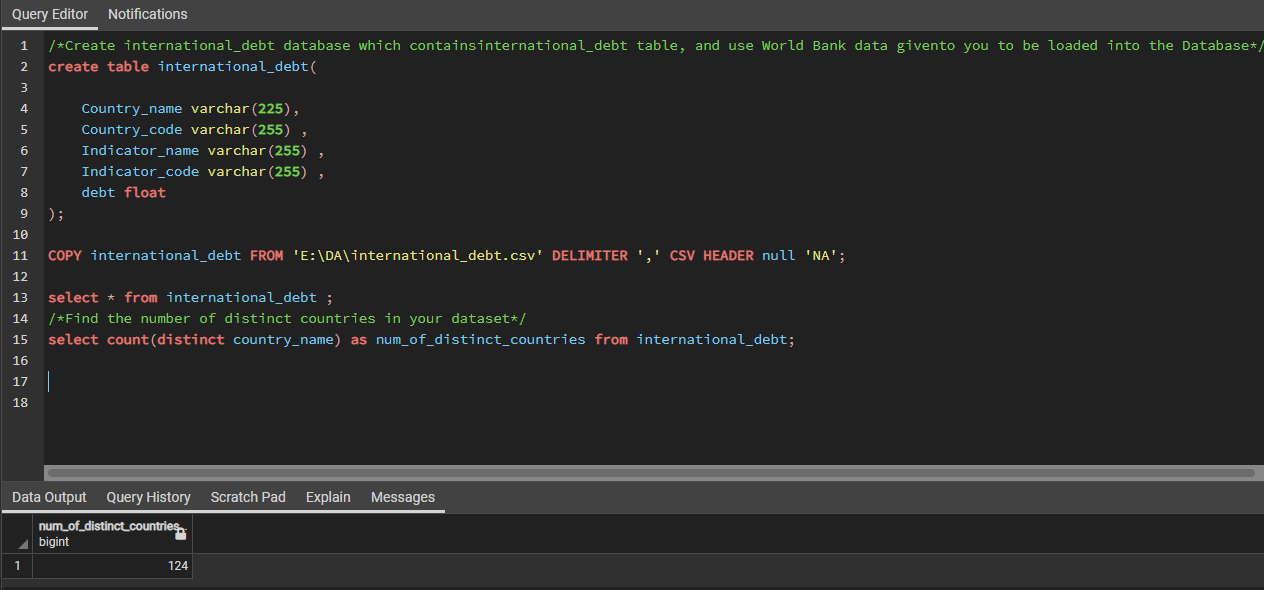 Query Editor Notifications
1 /*Create international_debt database which containsinternational_debt table, and use World Bank data givento you to be loaded into the Database*/
2 create table international_debt(
3
4 Country_name varchar(225),
5 Country_code varchar(255) ,
6 Indicator_name varchar(255) ,
7 Indicator_code varchar(255) ,
8 debt float
9 );
10
11 COPY international_debt FROM 'E:\DA\international_debt.csv' DELIMITER ',' CSV HEADER null 'NA';
12
13 select * from international_debt ;
14 /*Find the number of distinct countries in your dataset*/
15 select count(distinct country_name) as num_of_distinct_countries from international_debt;
16
17
18
Data Output Query History Scratch Pad Explain Messages
num_of_distinct_countries
bigint
1 124